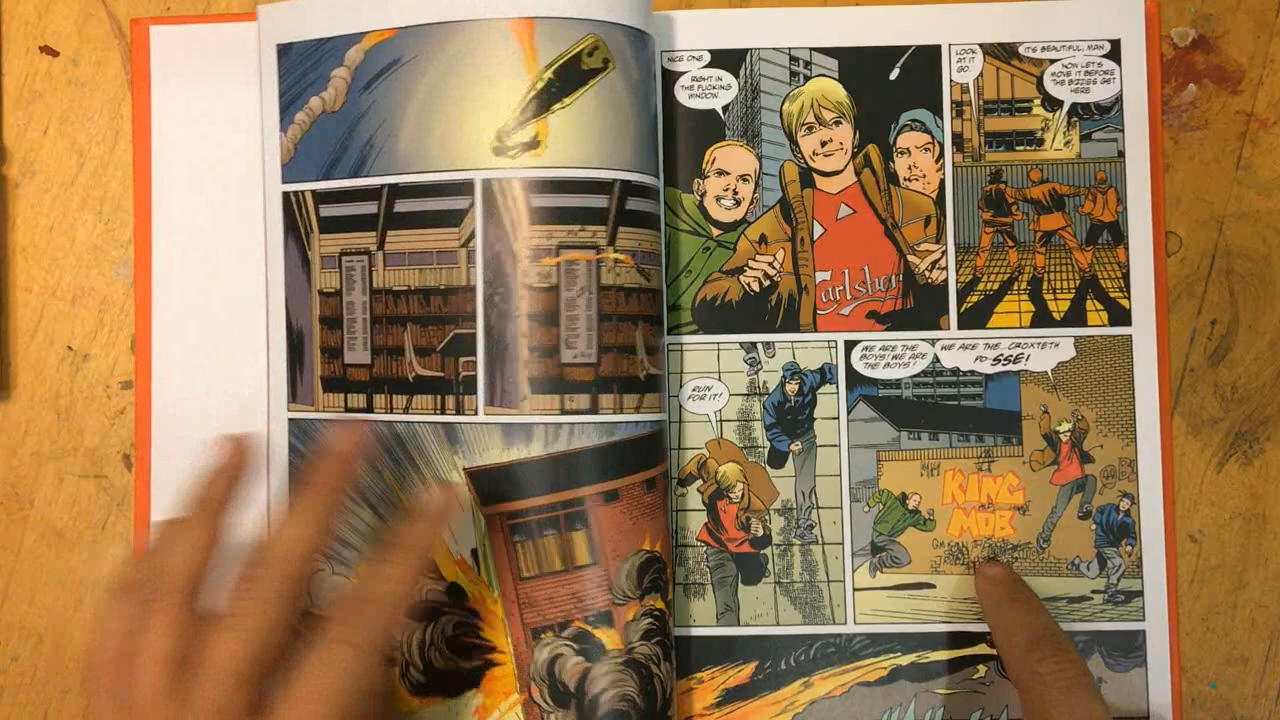 NICE ONE.
RIGHT IN
THE FUCKING
WINDOW.
Carlsber
LOOK
AT IT
GO.
IT'S BEAUTIFUL, MAN.
NOW LET'S
MOVE IT BEFORE
THE BIZZIES GET
HERE.
RUN
FOR IT!
WE ARE THE
BOYS! WE ARE
THE BOYS!
WE ARE THE... CROXTETH
PO-SSE!
KING
MOB